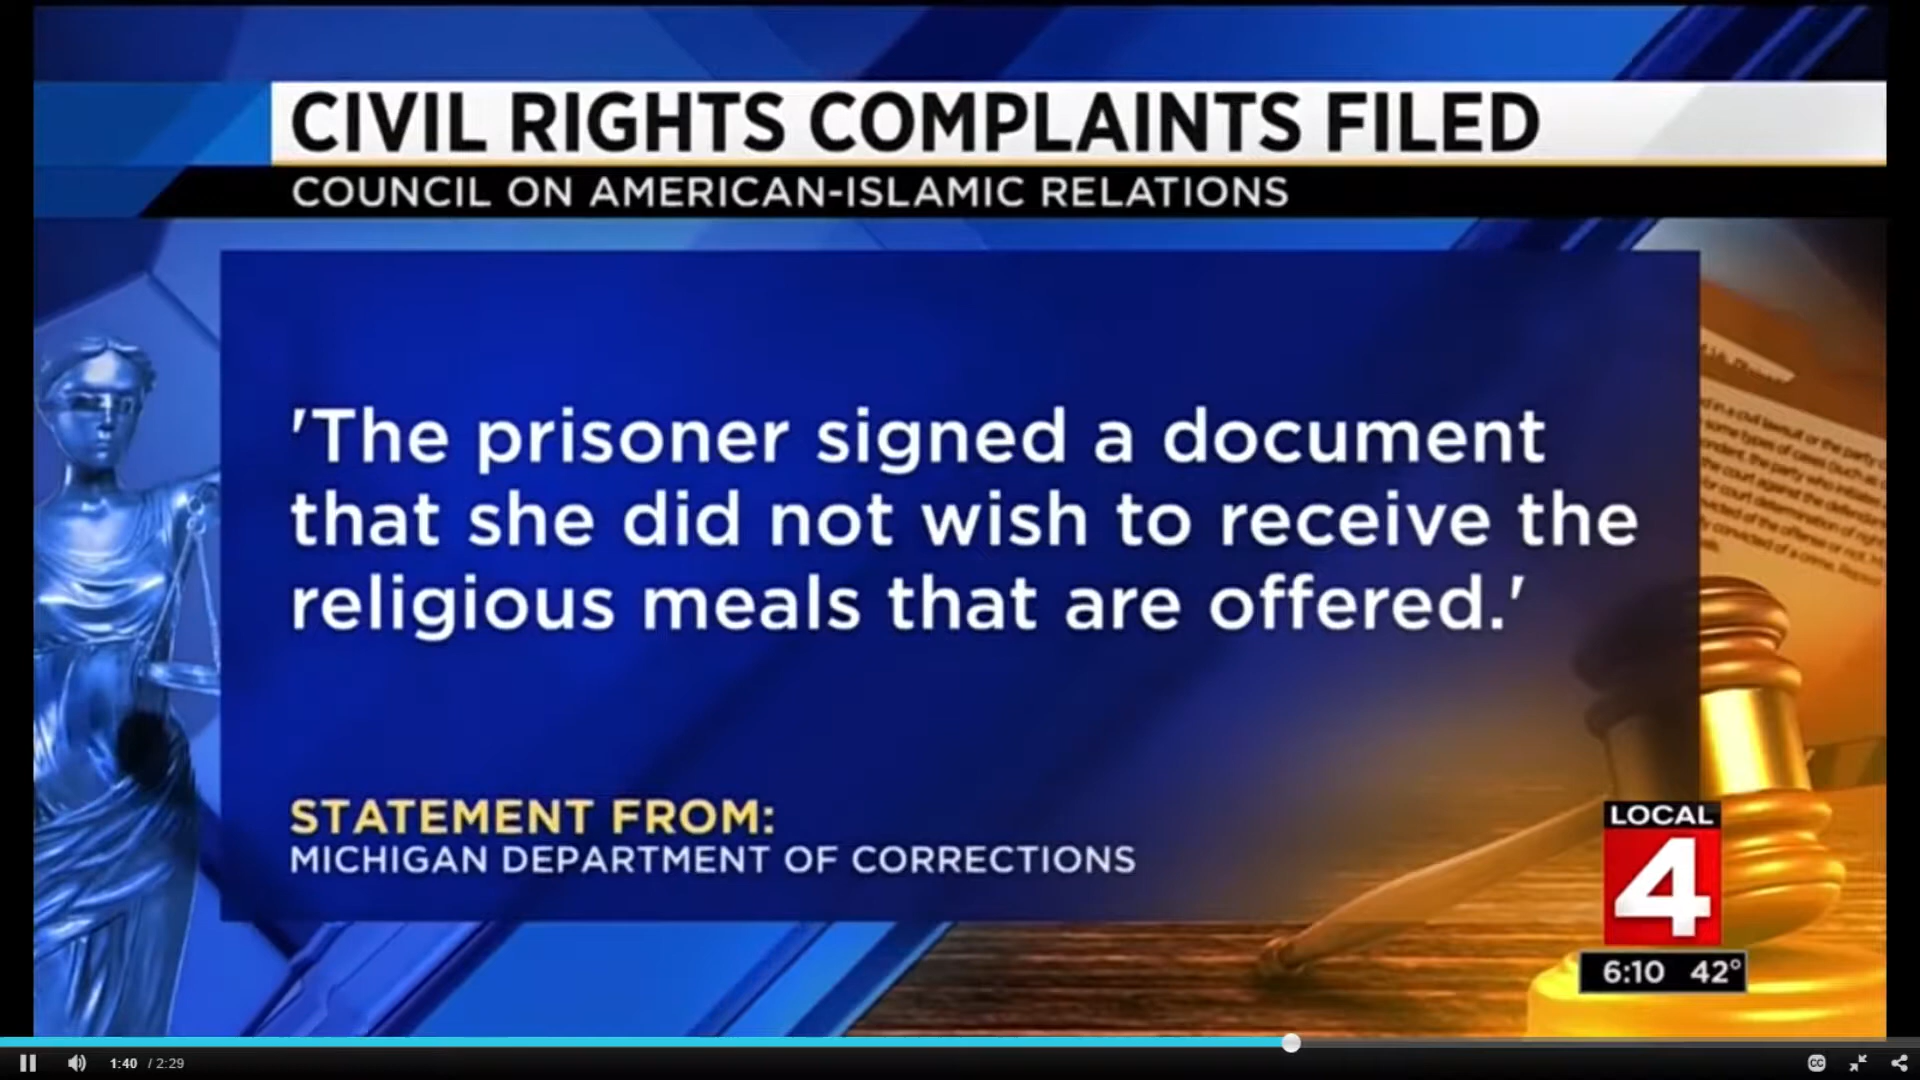 CIVIL RIGHTS COMPLAINTS FILED
COUNCIL ON AMERICAN-ISLAMIC RELATIONS
'The prisoner signed a document
that she did not wish to receive the
religious meals that are offered.'
STATEMENT FROM:
MICHIGAN DEPARTMENT OF CORRECTIONS
LOCAL
4
6:10 42°
1:40 / 2:29
CC